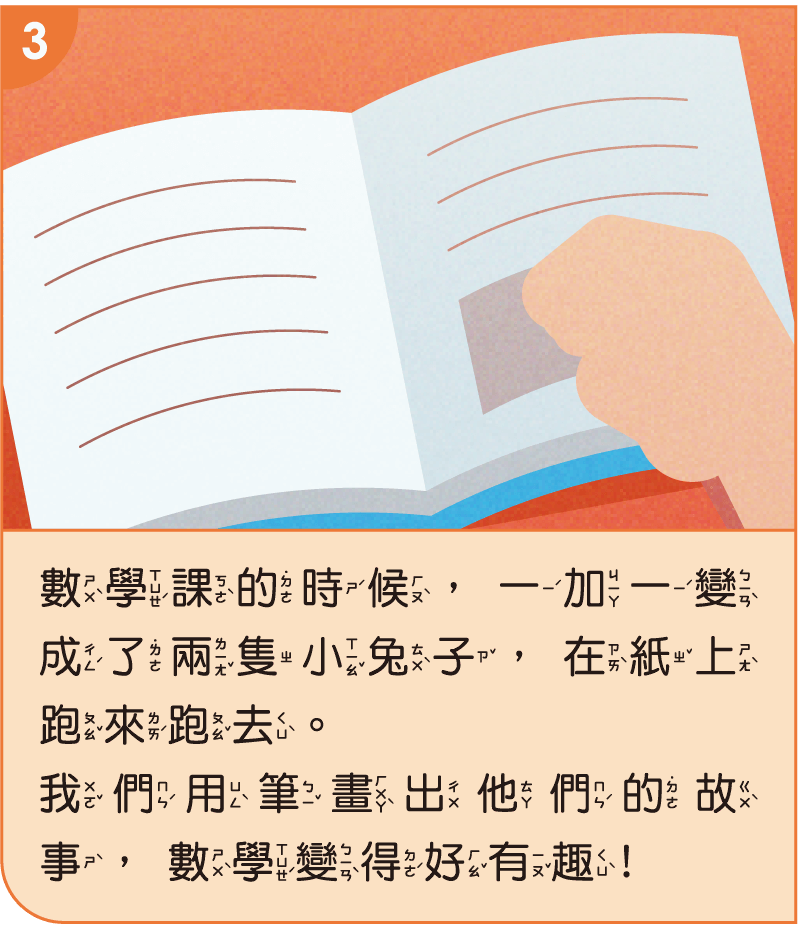 3
數學課的時候，一加一變
成了兩隻小兔子，在紙上
跑來跑去。
我們用筆畫出他們的故
事，數學變得好有趣！